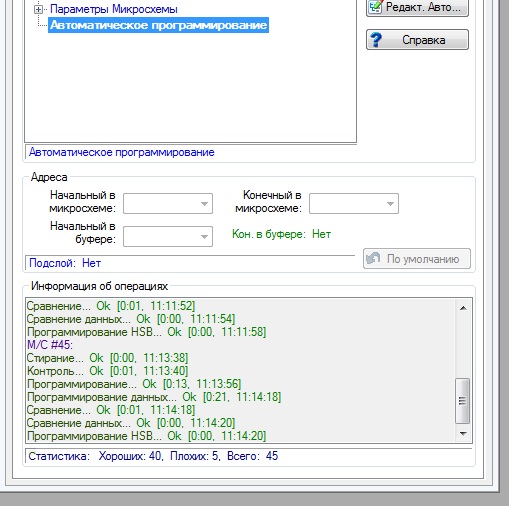 Параметры Микросхемы
Редакт. Авто...
Автоматическое программирование
Справка
Автоматическое программирование
Адреса
Начальный в микросхеме:
Конечный в микросхеме:
Начальный в буфере:
Кон. в буфере: Нет
Подслой: Нет
По умолчанию
Информация об операциях
Сравнение... Ok [0:01, 11:11:52]
Сравнение данных... Ok [0:00, 11:11:54]
Программирование HSB... Ok [0:00, 11:11:58]
М/С #45:
Стирание... Ok [0:00, 11:13:38]
Контроль... Ok [0:01, 11:13:40]
Программирование... Ok [0:13, 11:13:56]
Программирование данных... Ok [0:21, 11:14:18]
Сравнение... Ok [0:01, 11:14:18]
Сравнение данных... Ok [0:00, 11:14:20]
Программирование HSB... Ok [0:00, 11:14:20]
Статистика: Хороших: 40, Плохих: 5, Всего: 45